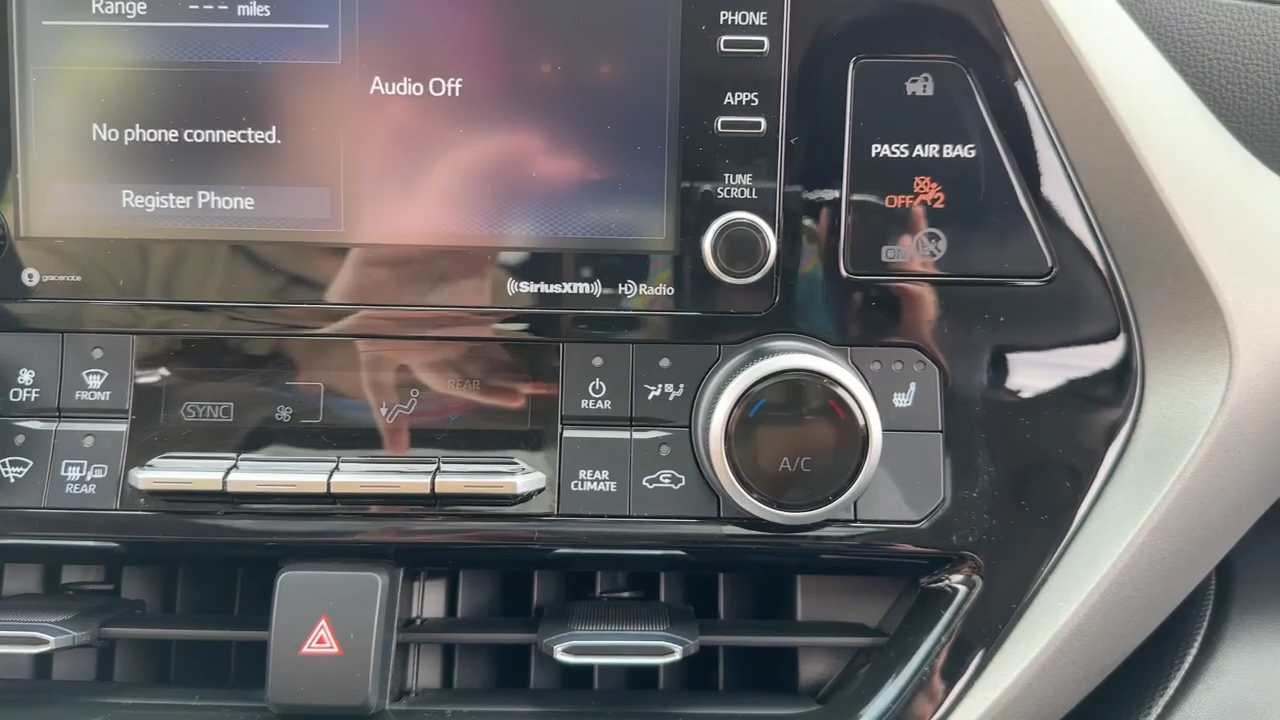 Range --- miles
Audio Off
No phone connected.
Register Phone
gracenote
((SiriusXM))
HD Radio
PHONE
APPS
TUNE
SCROLL
PASS AIR BAG
OFF 2
ON
OFF
FRONT
REAR
SYNC
REAR
REAR
REAR
CLIMATE
A/C